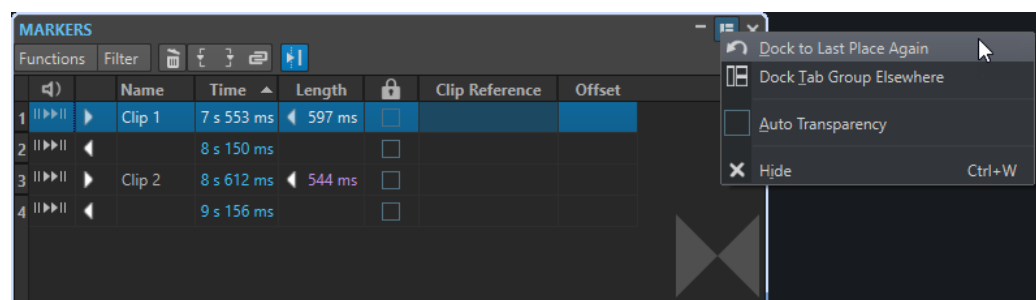 MARKERS
Functions Filter
Name Time Length Clip Reference Offset
1 Clip 1 7 s 553 ms 597 ms
2 8 s 150 ms
3 Clip 2 8 s 612 ms 544 ms
4 9 s 156 ms
Dock to Last Place Again
Dock Tab Group Elsewhere
Auto Transparency
Hide Ctrl+W